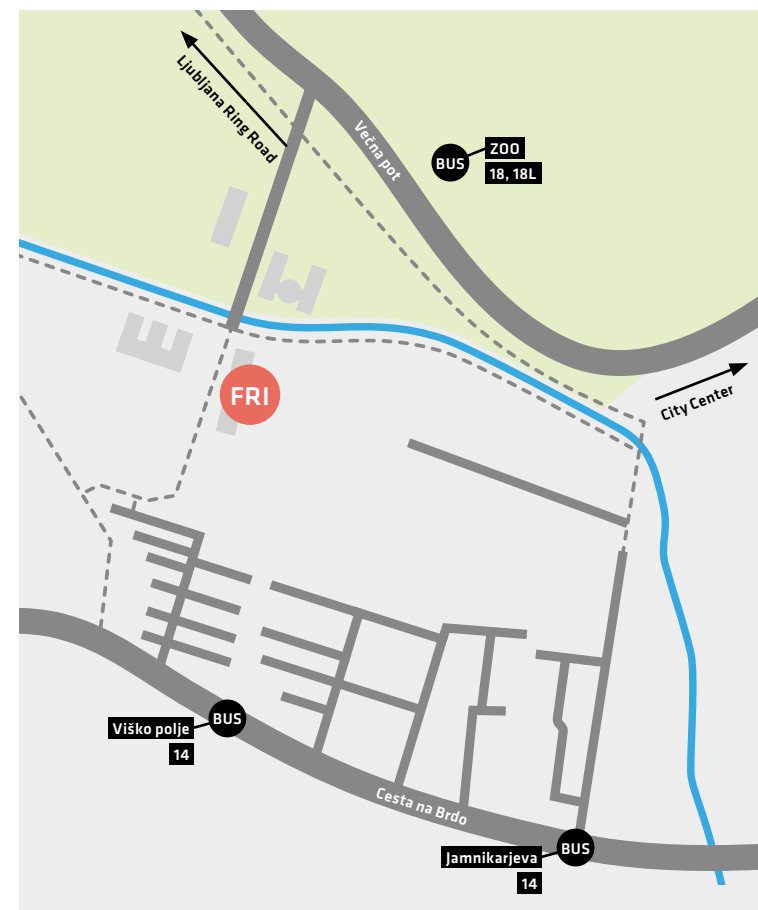 Ljubljana Ring Road
Večna pot
BUS
ZOO
18, 18L
FRI
City Center
Viško polje
BUS
14
Cesta na Brdo
Jamnikarjeva
BUS
14